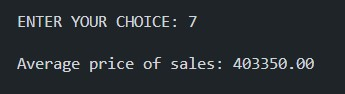 ENTER YOUR CHOICE: 7
Average price of sales: 403350.00